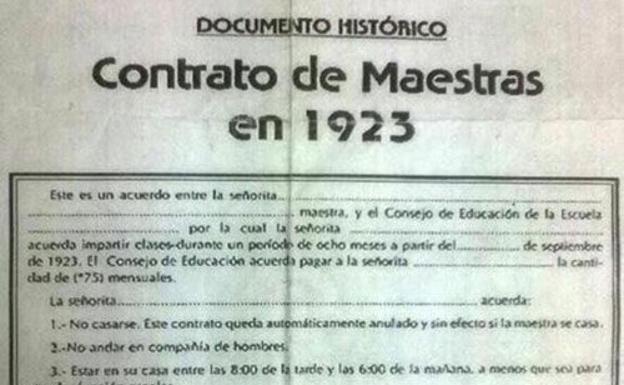 DOCUMENTO HISTÓRICO
Contrato de Maestras
en 1923
Este es un acuerdo entre la señorita..............................
.............................. maestra, y el Consejo de Educación de la Escuela
.............................. por la cual la señorita ..............................
acuerda impartir clases durante un período de ocho meses a partir del............... de septiembre
de 1923. El Consejo de Educación acuerda pagar a la señorita .............................. la canti-
dad de (*75) mensuales.
La señorita.............................. acuerda:
1.- No casarse. Este contrato queda automáticamente anulado y sin efecto si la maestra se casa.
2.-No andar en compañía de hombres.
3.- Estar en su casa entre las 8:00 de la tarde y las 6:00 de la mañana, a menos que sea para